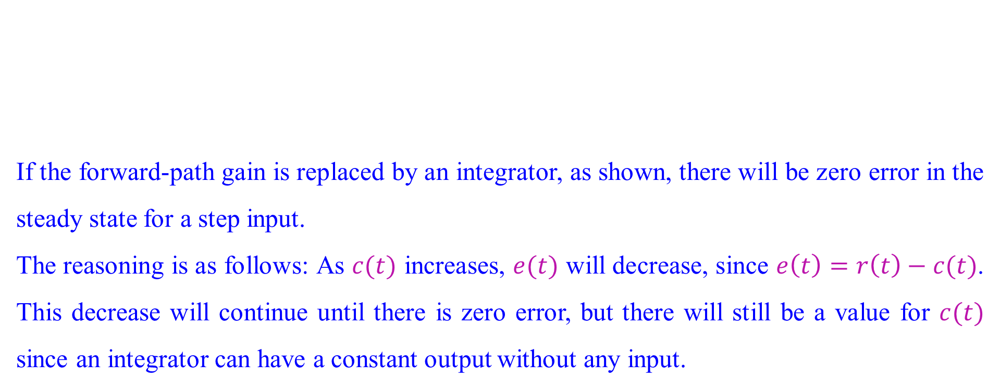 If the forward-path gain is replaced by an integrator, as shown, there will be zero error in the
steady state for a step input.
The reasoning is as follows: As c(t) increases, e(t) will decrease, since e(t) = r(t) − c(t).
This decrease will continue until there is zero error, but there will still be a value for c(t)
since an integrator can have a constant output without any input.